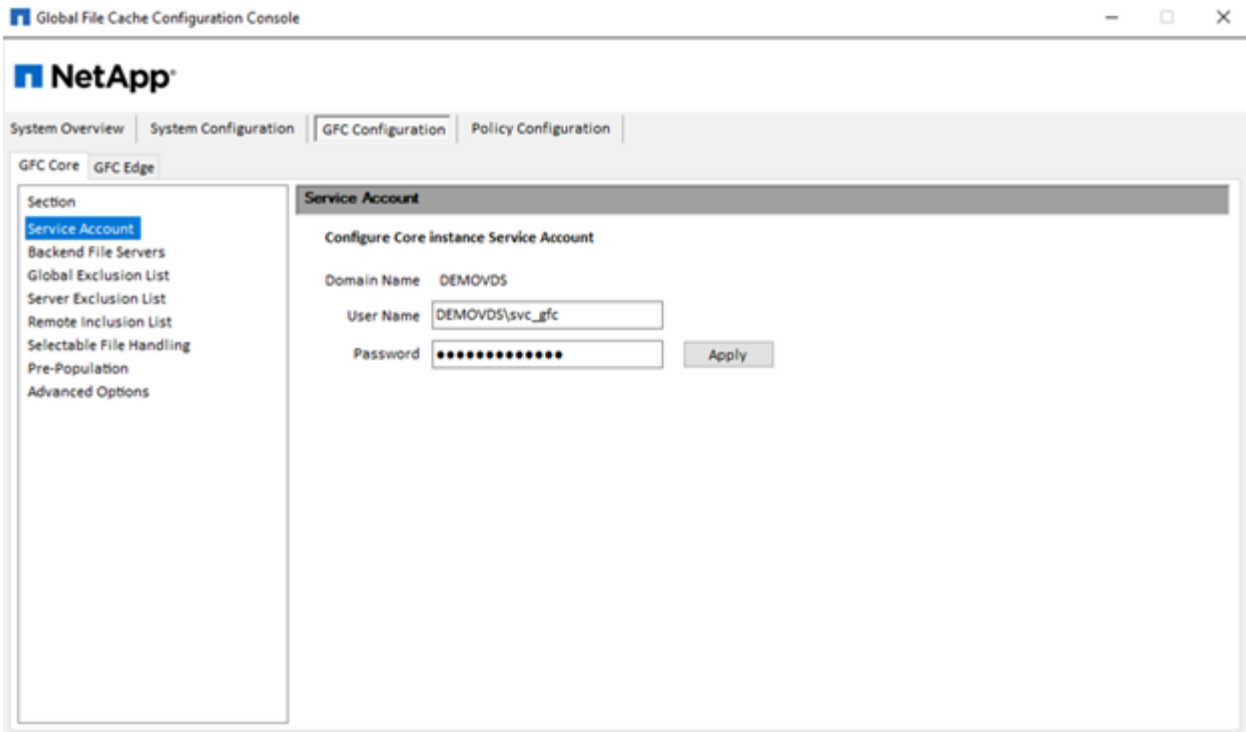 Global File Cache Configuration Console
NetApp®
System Overview System Configuration GFC Configuration Policy Configuration
GFC Core GFC Edge
Section
Service Account
Backend File Servers
Global Exclusion List
Server Exclusion List
Remote Inclusion List
Selectable File Handling
Pre-Population
Advanced Options
Service Account
Configure Core instance Service Account
Domain Name DEMOVDS
User Name DEMOVDS\svc_gfc
Password ●●●●●●●●●●●●● Apply